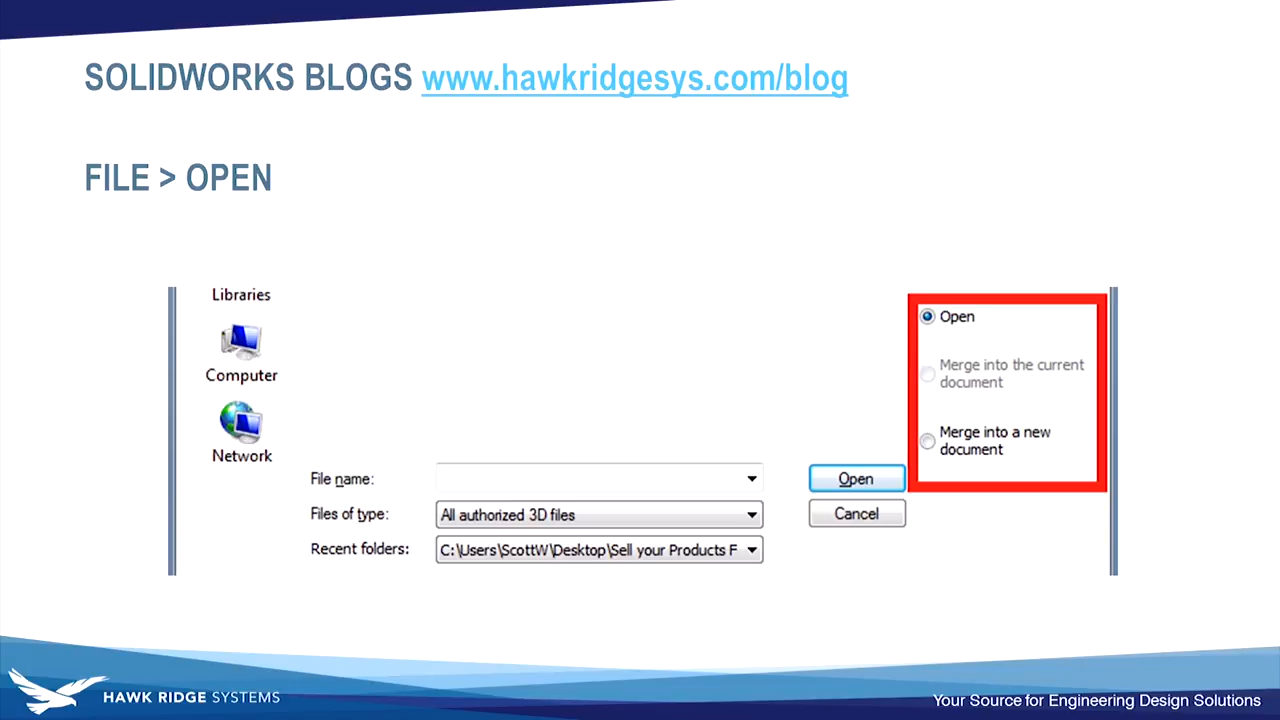 SOLIDWORKS BLOGS www.hawkridgesys.com/blog
FILE > OPEN
Libraries
Computer
Network
Open
Merge into the current
document
Merge into a new
document
File name:
Open
Files of type:
All authorized 3D files
Cancel
Recent folders:
C:\Users\ScottW\Desktop\Sell your Products F
HAWK RIDGE SYSTEMS
Your Source for Engineering Design Solutions